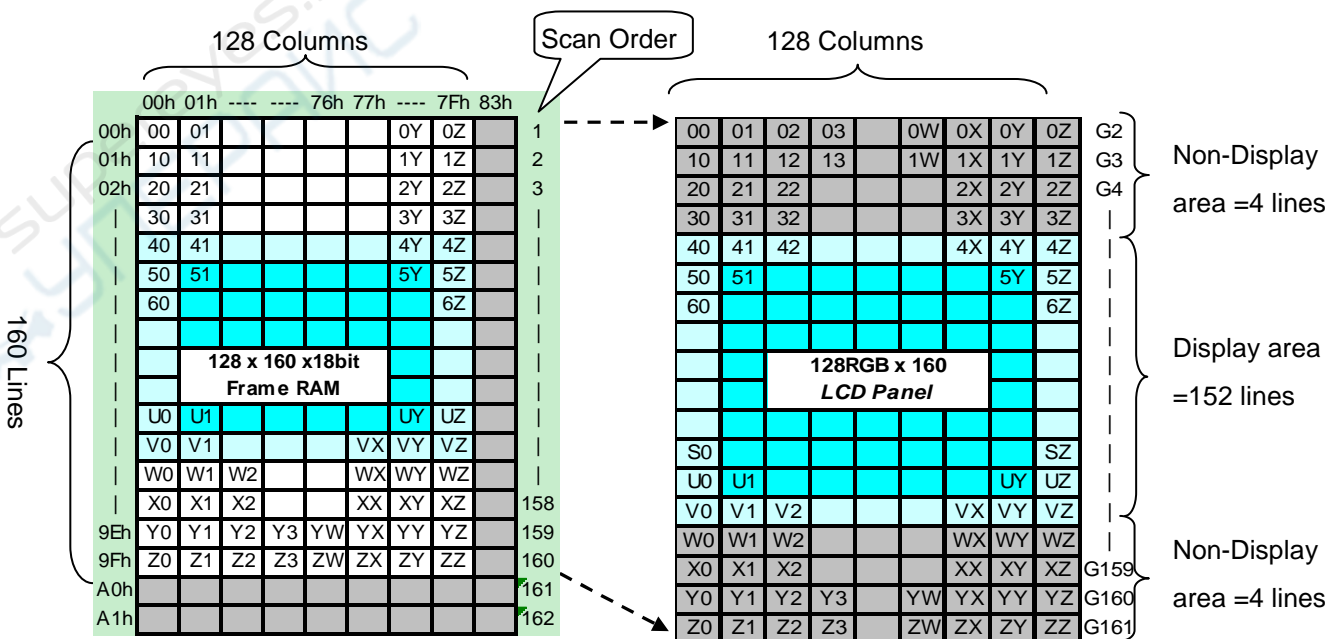 128 Columns
Scan Order
128 Columns
00h 01h ---- ---- 76h 77h ---- 7Fh 83h
00h 00 01 0Y 0Z 1
01h 10 11 1Y 1Z 2
02h 20 21 2Y 2Z 3
30 31 3Y 3Z
40 41 4Y 4Z
50 51 5Y 5Z
60 6Z
128 x 160 x18bit
Frame RAM
U0 U1 UY UZ
V0 V1 VX VY VZ
W0 W1 W2 WX WY WZ
X0 X1 X2 XX XY XZ 158
9Eh Y0 Y1 Y2 Y3 YW YX YY YZ 159
9Fh Z0 Z1 Z2 Z3 ZW ZX ZY ZZ 160
A0h 161
A1h 162
160 Lines
00 01 02 03 0W 0X 0Y 0Z G2
10 11 12 13 1W 1X 1Y 1Z G3
20 21 22 2X 2Y 2Z G4
30 31 32 3X 3Y 3Z
40 41 42 4X 4Y 4Z
50 51 5Y 5Z
60 6Z
128RGB x 160
LCD Panel
S0 SZ
U0 U1 UY UZ
V0 V1 V2 VX VY VZ
W0 W1 W2 WX WY WZ
X0 X1 X2 XX XY XZ G159
Y0 Y1 Y2 Y3 YW YX YY YZ G160
Z0 Z1 Z2 Z3 ZW ZX ZY ZZ G161
Non-Display
area =4 lines
Display area
=152 lines
Non-Display
area =4 lines